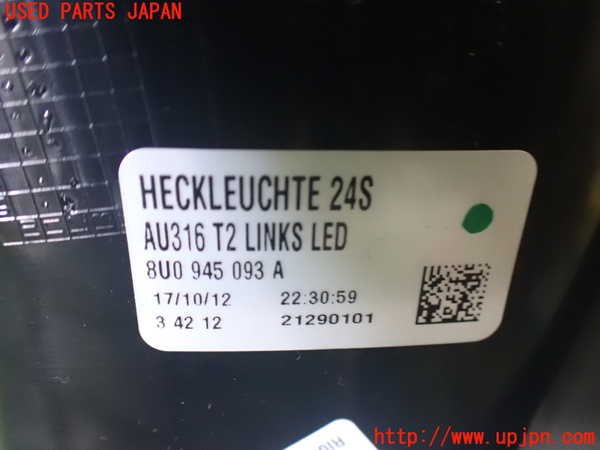 USED PARTS JAPAN
HECKLEUCHTE 24S
AU316 T2 LINKS LED
8U0 945 093 A
17/10/12 22:30:59
3 42 12 21290101
http://www.upjpn.com/